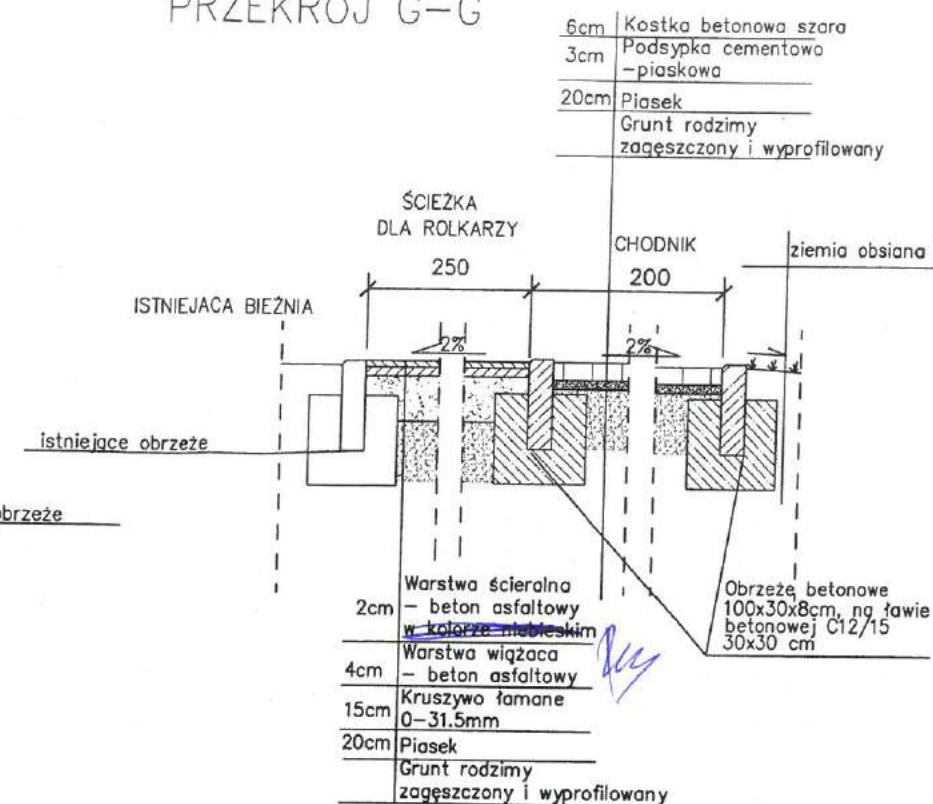 PRZEKRÓJ G-G
6cm Kostka betonowa szara
3cm Podsypka cementowo
-piaskowa
20cm Piasek
Grunt rodzimy
zagęszczony i wyprofilowany
ŚCIEŻKA
DLA ROLKARZY
CHODNIK
ziemia obsiana
250
200
ISTNIEJACA BIEŻNIA
2%
2%
istniejące obrzeże
obrzeże
Warstwa ścieralna
2cm – beton asfaltowy
w kolorze niebieskim
Warstwa wiążaca
4cm – beton asfaltowy
15cm Kruszywo łamane
0-31.5mm
20cm Piasek
Grunt rodzimy
zagęszczony i wyprofilowany
Obrzeże betonowe
100x30x8cm, na ławie
betonowej C12/15
30x30 cm